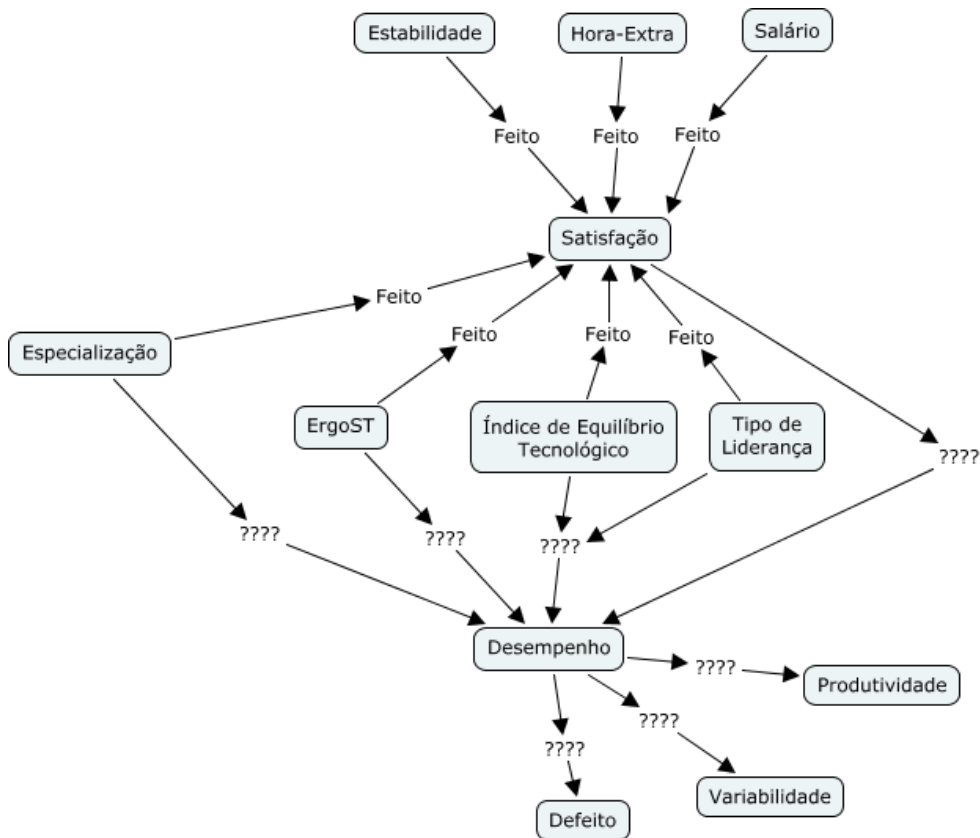 Estabilidade
Hora-Extra
Salário
Feito
Feito
Feito
Satisfação
Feito
Especialização
Feito
Feito
Feito
ErgoST
Índice de Equilíbrio
Tecnológico
Tipo de
Liderança
????
????
????
????
Desempenho
????
Produtividade
????
????
Variabilidade
Defeito